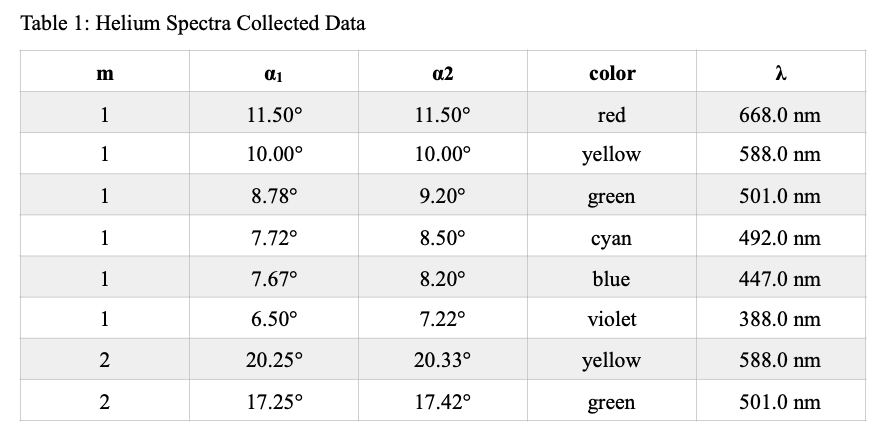 Table 1: Helium Spectra Collected Data
m α₁ α2 color λ
1 11.50° 11.50° red 668.0 nm
1 10.00° 10.00° yellow 588.0 nm
1 8.78° 9.20° green 501.0 nm
1 7.72° 8.50° cyan 492.0 nm
1 7.67° 8.20° blue 447.0 nm
1 6.50° 7.22° violet 388.0 nm
2 20.25° 20.33° yellow 588.0 nm
2 17.25° 17.42° green 501.0 nm